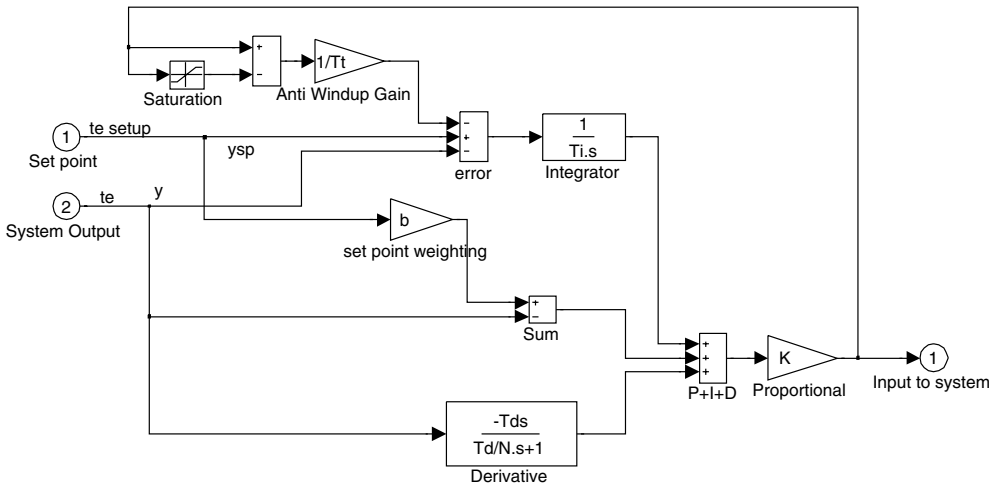 +
−
1/Tt
Saturation
Anti Windup Gain
1
te setup
Set point
ysp
−
+
−
error
1
Ti.s
Integrator
2
te
y
System Output
b
set point weighting
+
−
Sum
+
+
+
P+I+D
K
Proportional
1
Input to system
-Tds
Td/N.s+1
Derivative